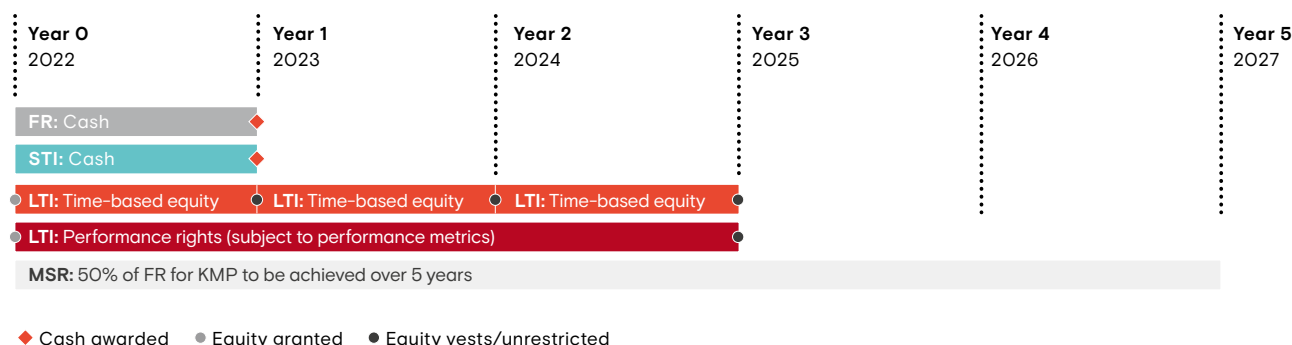 Year 0
2022
Year 1
2023
Year 2
2024
Year 3
2025
Year 4
2026
Year 5
2027
FR: Cash
STI: Cash
LTI: Time-based equity
LTI: Time-based equity
LTI: Time-based equity
LTI: Performance rights (subject to performance metrics)
MSR: 50% of FR for KMP to be achieved over 5 years
Cash awarded
Equity granted
Equity vests/unrestricted